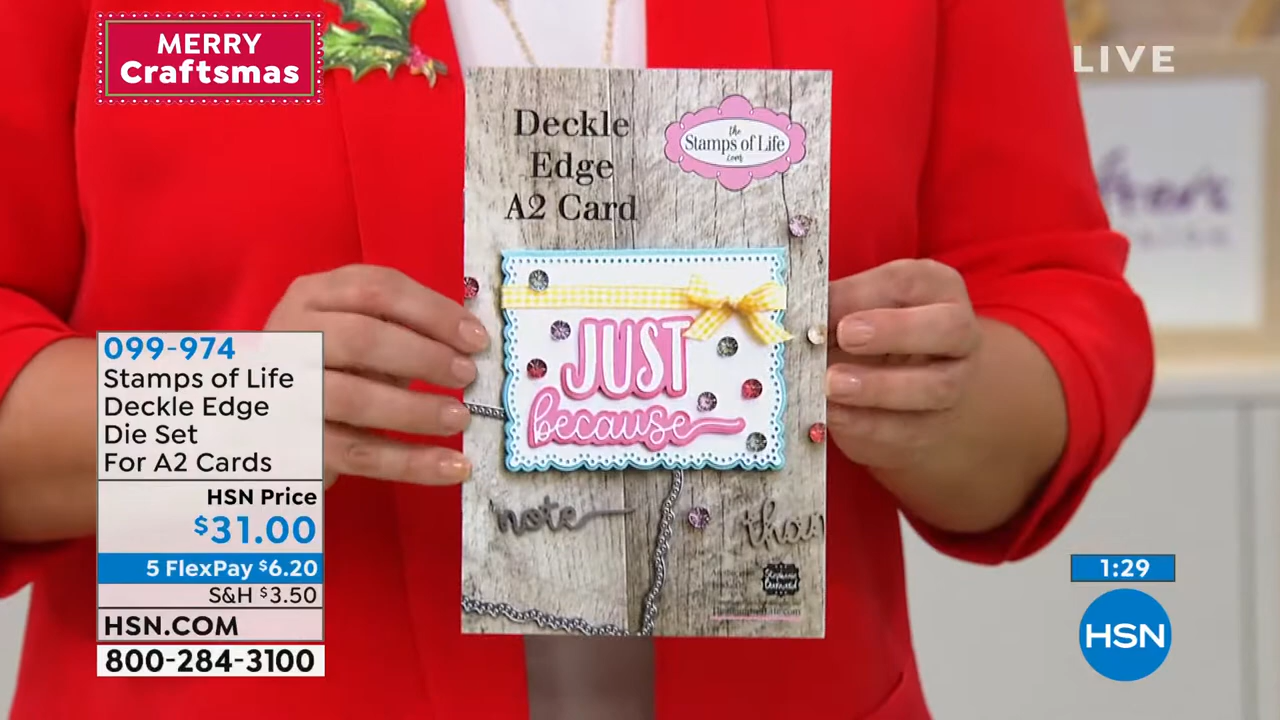 MERRY
Craftsmas
LIVE
Deckle
Edge
A2 Card
the
Stamps of Life
.com
JUST
because
note
099-974
Stamps of Life
Deckle Edge
Die Set
For A2 Cards
HSN Price
$31.00
5 FlexPay $6.20
S&H $3.50
HSN.COM
800-284-3100
1:29
HSN